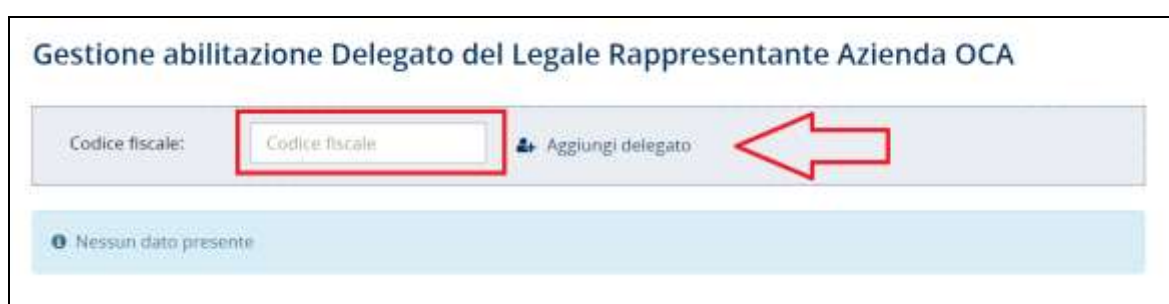 Gestione abilitazione Delegato del Legale Rappresentante Azienda OCA
Codice fiscale: Codice fiscale Aggiungi delegato
Nessun dato presente